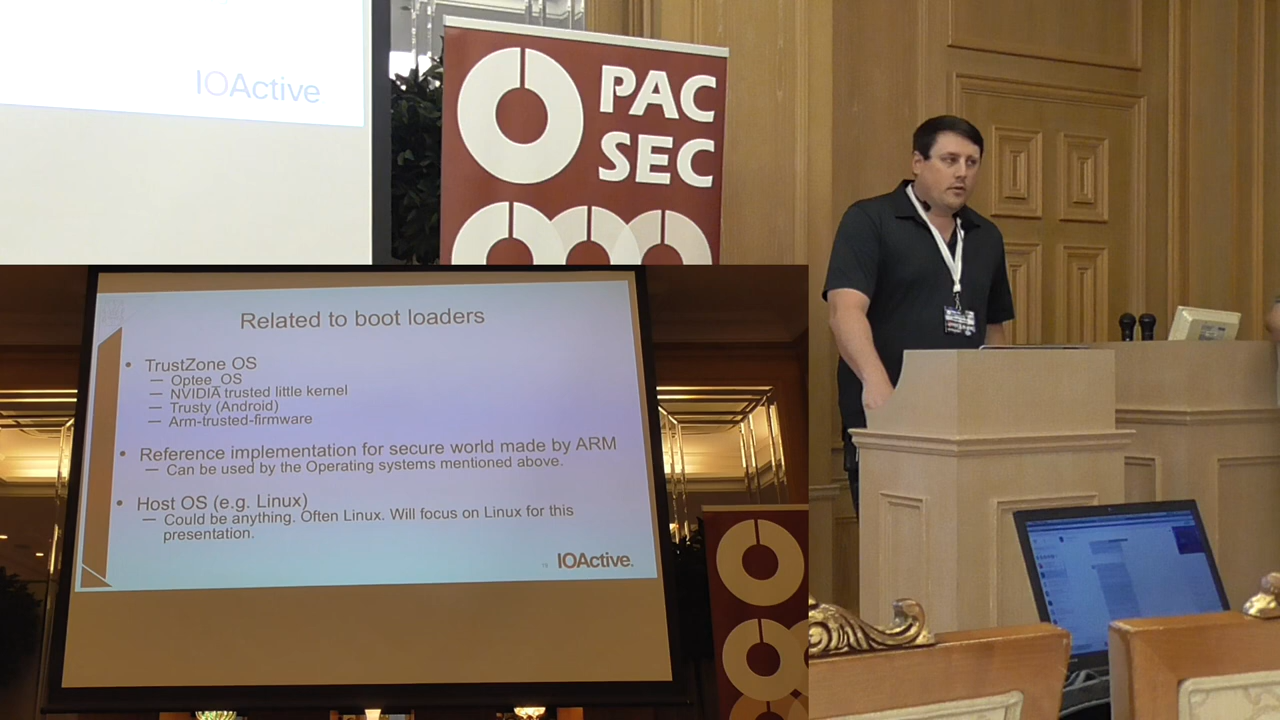 IOActive.
PAC
SEC
Related to boot loaders
• TrustZone OS
— Optee_OS
— NVIDIA trusted little kernel
— Trusty (Android)
— Arm-trusted-firmware
• Reference implementation for secure world made by ARM
— Can be used by the Operating systems mentioned above.
• Host OS (e.g. Linux)
— Could be anything. Often Linux. Will focus on Linux for this
presentation.
IOActive.